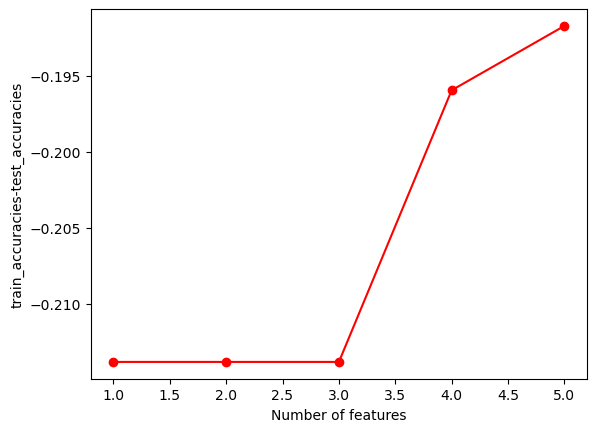 train_accuracies-test_accuracies
−0.195
−0.200
−0.205
−0.210
1.0 1.5 2.0 2.5 3.0 3.5 4.0 4.5 5.0
Number of features